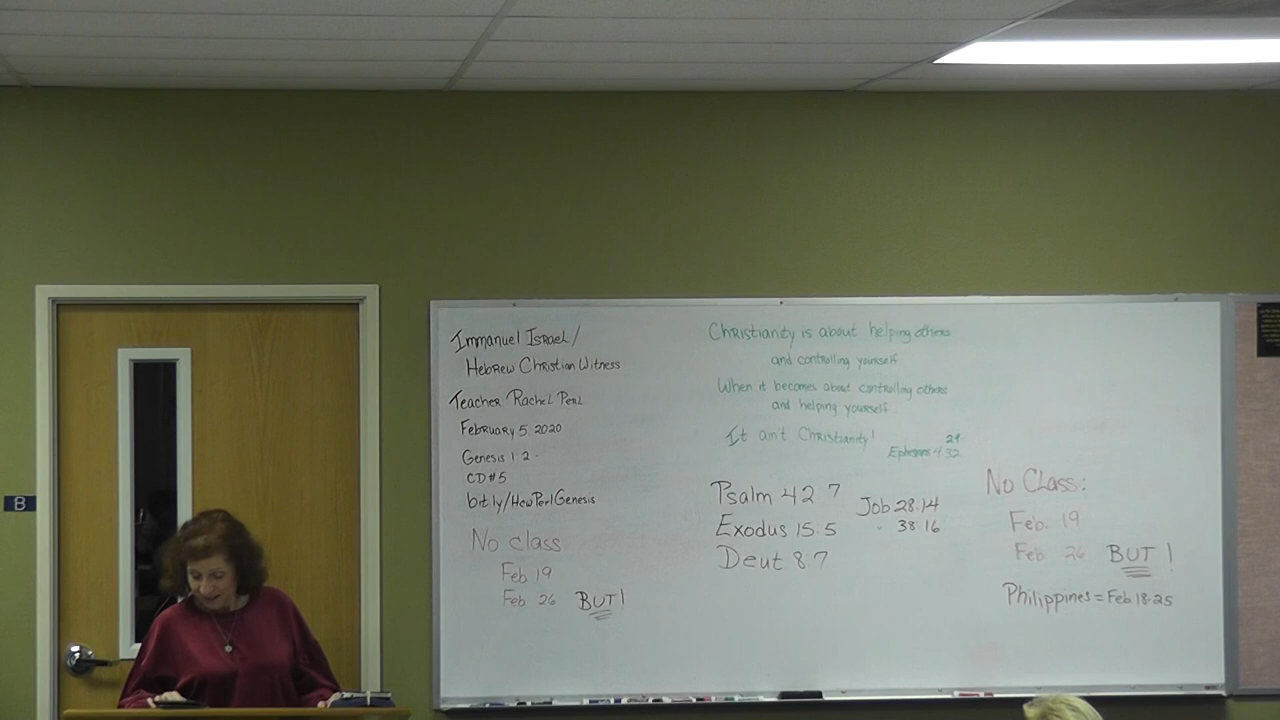 B
Immanuel Israel/
Hebrew Christian Witness
Teacher Rachel Perl
February 5, 2020
Genesis 1:2-
CD#5
bit.ly/HcwPerlGenesis
No class
Feb 19
Feb 26 BUT!
Christianity is about helping others
and controlling yourself
When it becomes about controlling others
and helping yourself
It ain't Christianity!
Ephesians 4 32
29
Psalm 42 7
Exodus 15:5
Deut 8:7
Job 28:14
" 38:16
No Class:
Feb. 19
Feb 26 BUT!
Philippines = Feb. 18-25